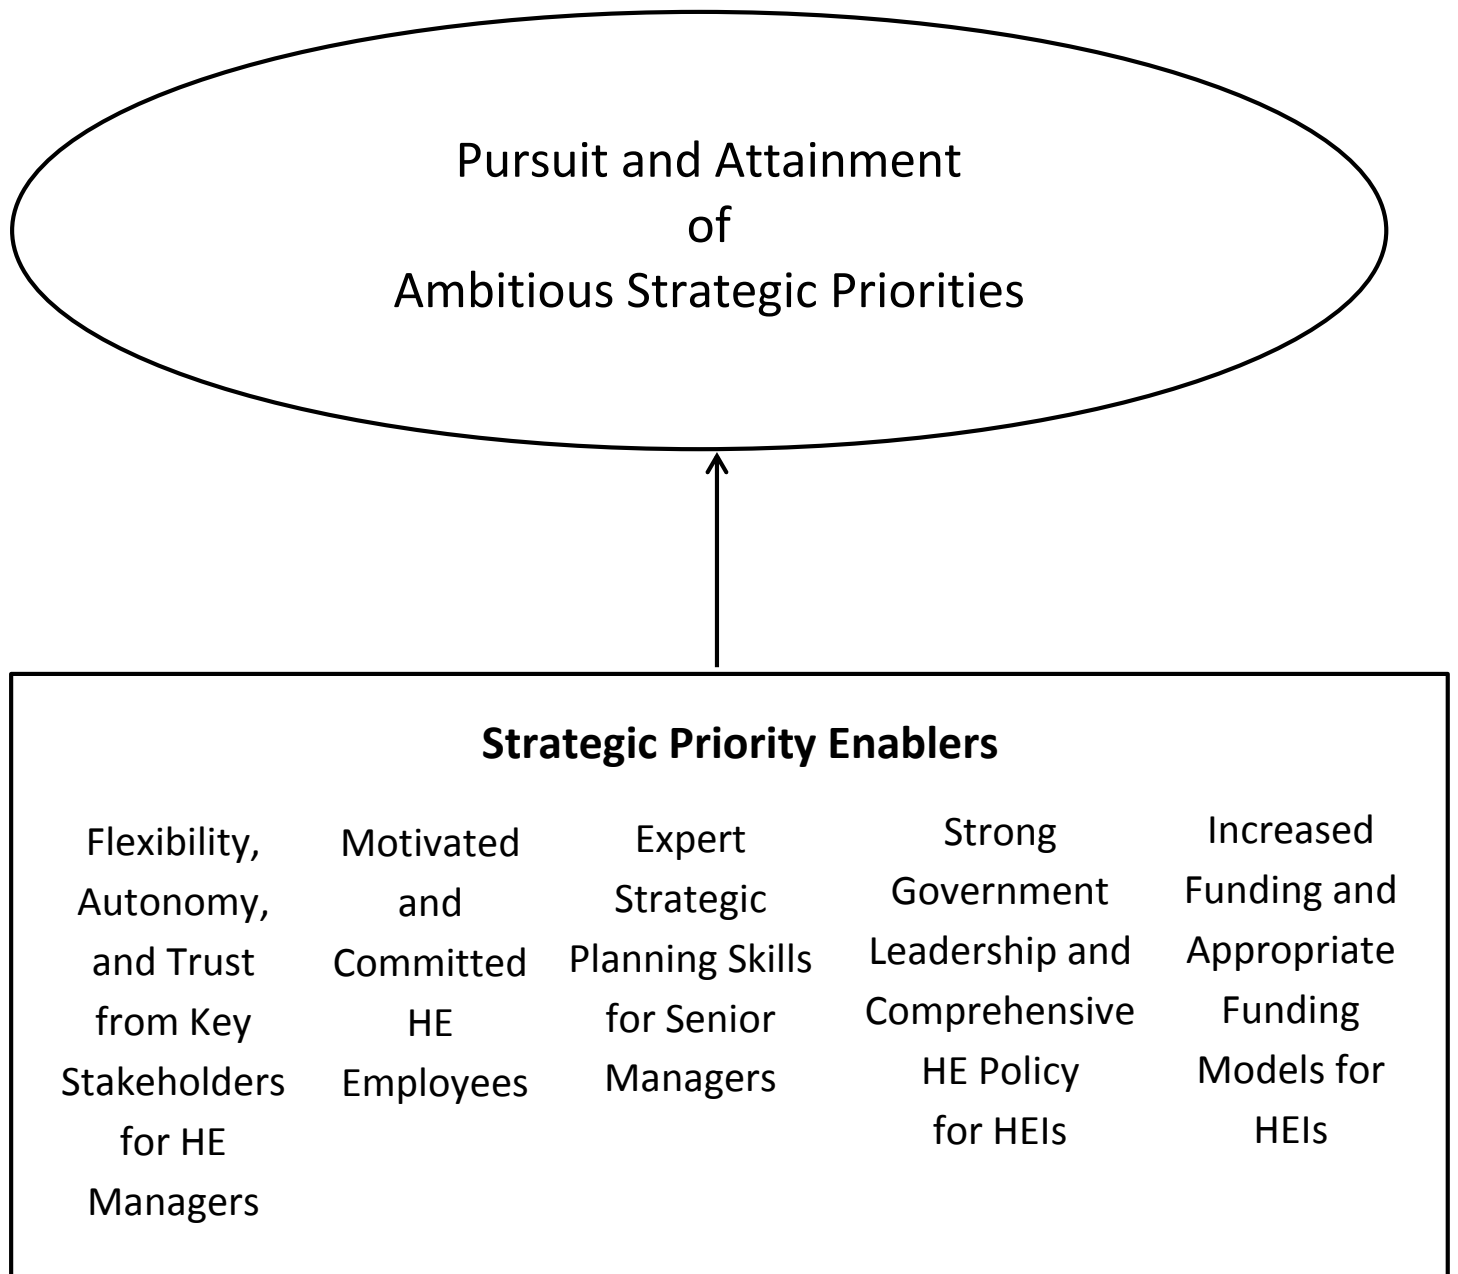 Pursuit and Attainment
of
Ambitious Strategic Priorities
Strategic Priority Enablers
Flexibility,
Autonomy,
and Trust
from Key
Stakeholders
for HE
Managers
Motivated
and
Committed
HE
Employees
Expert
Strategic
Planning Skills
for Senior
Managers
Strong
Government
Leadership and
Comprehensive
HE Policy
for HEIs
Increased
Funding and
Appropriate
Funding
Models for
HEIs